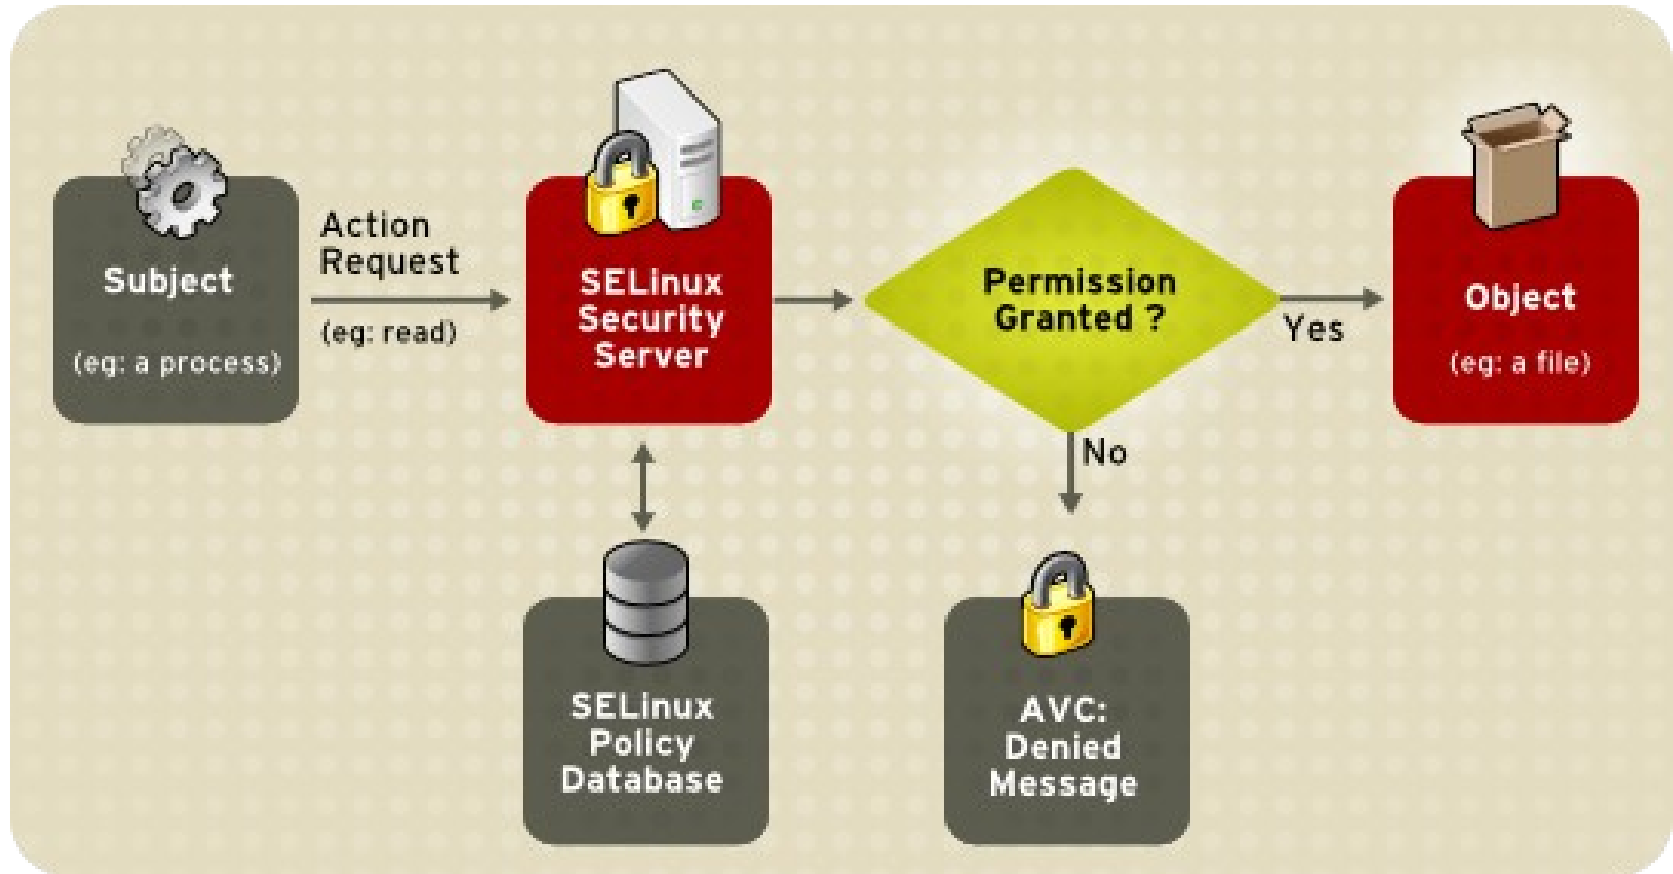 Subject
(eg: a process)
Action
Request
(eg: read)
SELinux
Security
Server
Permission
Granted ?
Yes
Object
(eg: a file)
No
SELinux
Policy
Database
AVC:
Denied
Message